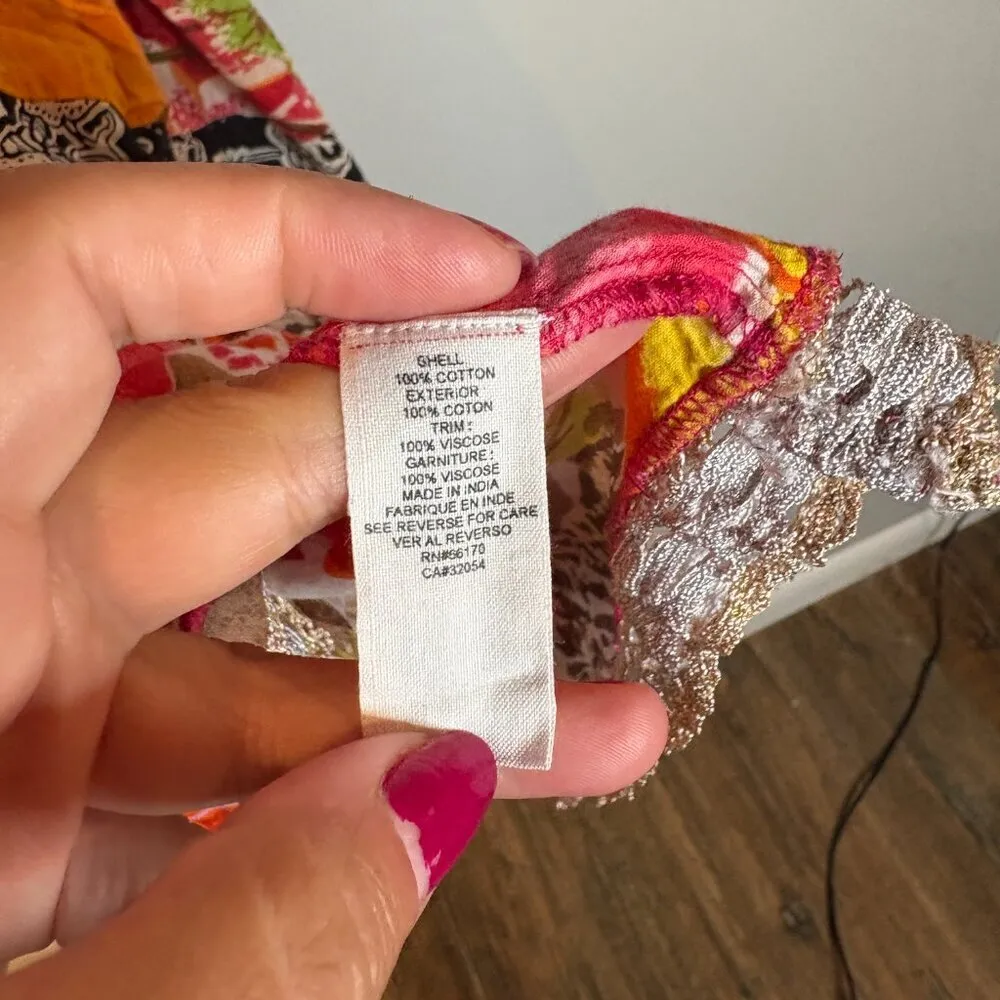 SHELL
100% COTTON
EXTERIOR
100% COTON
TRIM:
100% VISCOSE
GARNITURE:
100% VISCOSE
MADE IN INDIA
FABRIQUE EN INDE
SEE REVERSE FOR CARE
VER AL REVERSO
RN#66170
CA#32054